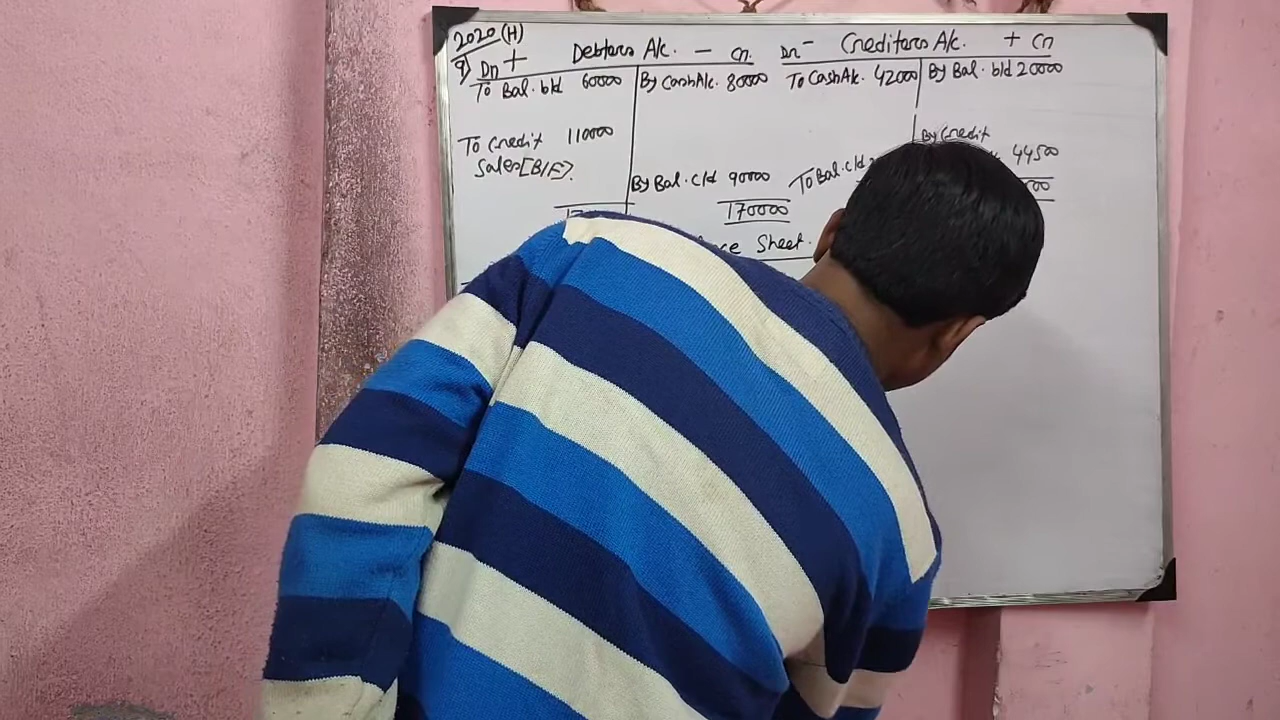 2020 (H)
9) Dr + Debtors A/c. - Cr.
To Bal. b/d 60000 By Cash A/c. 80000
To Credit 110000
Sales [B/F].
By Bal. c/d 90000
170000
Dr - Creditors A/c. + Cr
To Cash A/c. 42000 By Bal. b/d 20000
By Credit
44500
To Bal. c/d
Sheet.